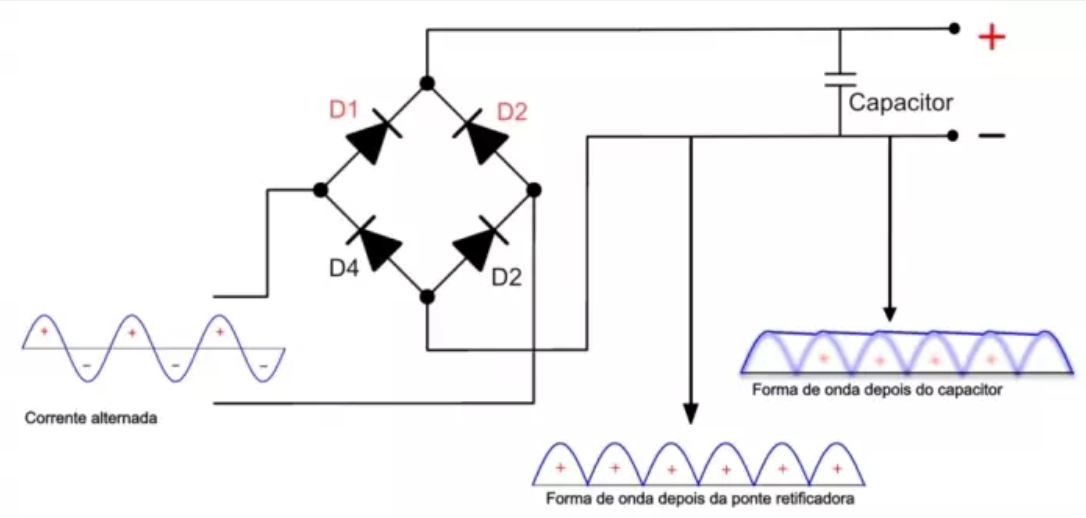 +
D1
D2
Capacitor
−
D4
D2
+ + +
− − −
Corrente alternada
+ + + +
Forma de onda depois do capacitor
+ + + + + +
Forma de onda depois da ponte retificadora